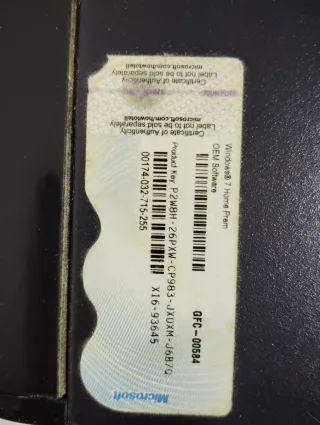 Certificate of Authenticity
Label not to be sold separately
microsoft.com/howtotell
Certificate of Authenticity
Label not to be sold separately
microsoft.com/howtotell
Windows® 7 Home Prem
OEM Software
GFC-00584
Product Key:
00174-032-715-255
X16-93645
Microsoft